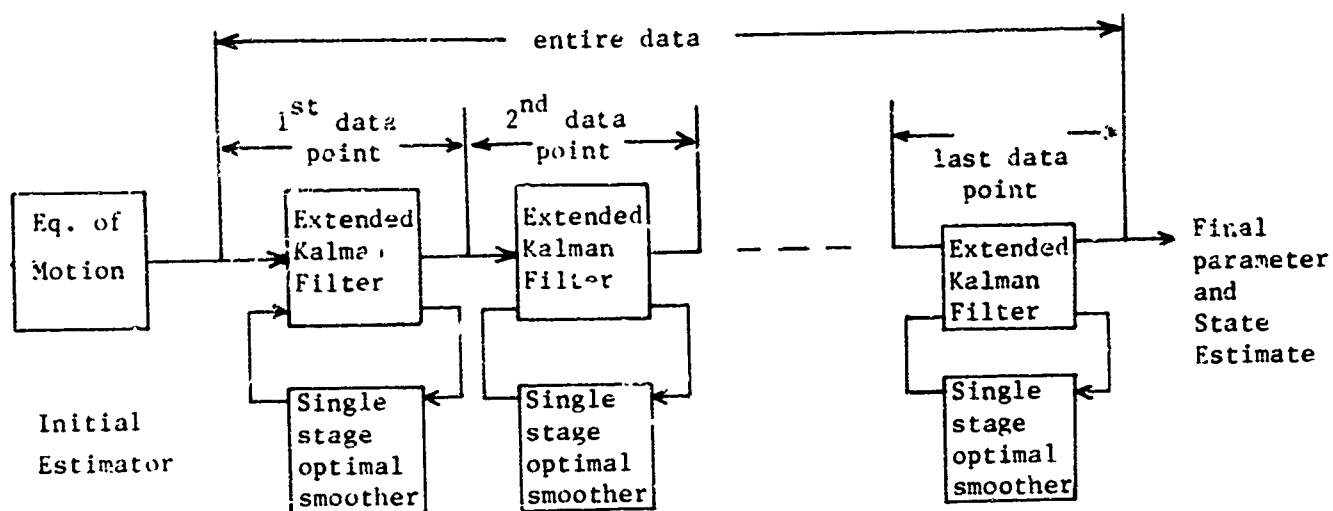 entire data
1st data
point
2nd data
point
last data
point
Eq. of
Motion
Extended
Kalman
Filter
Extended
Kalman
Filter
Extended
Kalman
Filter
Final
parameter
and
State
Estimate
Initial
Estimator
Single
stage
optimal
smoother
Single
stage
optimal
smoother
Single
stage
optimal
smoother